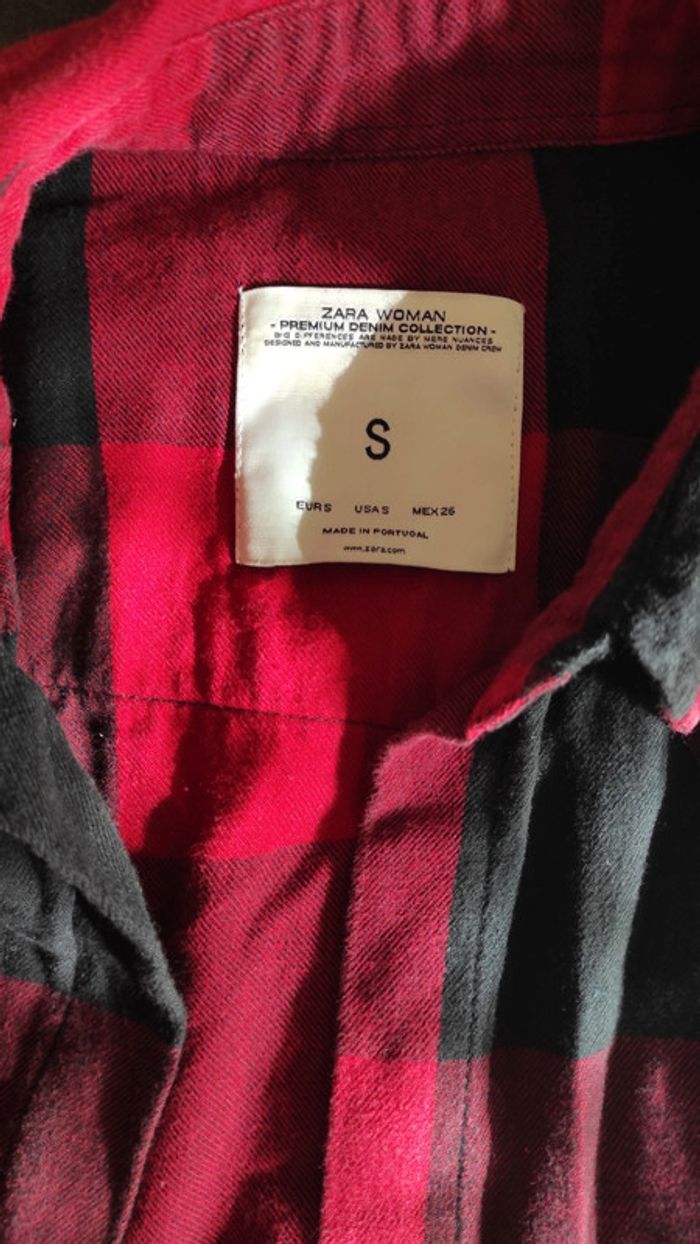 ZARA WOMAN
- PREMIUM DENIM COLLECTION -
BIG DIFFERENCES ARE MADE BY MERE NUANCES
DESIGNED AND MANUFACTURED BY ZARA WOMAN DENIM CREW
S
EUR S USA S MEX 26
MADE IN PORTUGAL
www.zara.com